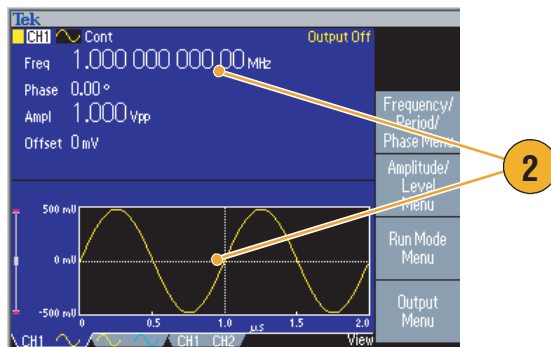 Tek
CH1 Cont Output Off
Freq 1.000 000 000 00 MHz
Phase 0.00 °
Ampl 1.000 Vpp
Offset 0 mV
Frequency/
Period/
Phase Menu
Amplitude/
Level
Menu
Run Mode
Menu
Output
Menu
2
500 mV
0 mV
-500 mV
0 0.5 1.0 μs 1.5 2.0
CH1 CH1 CH2 View